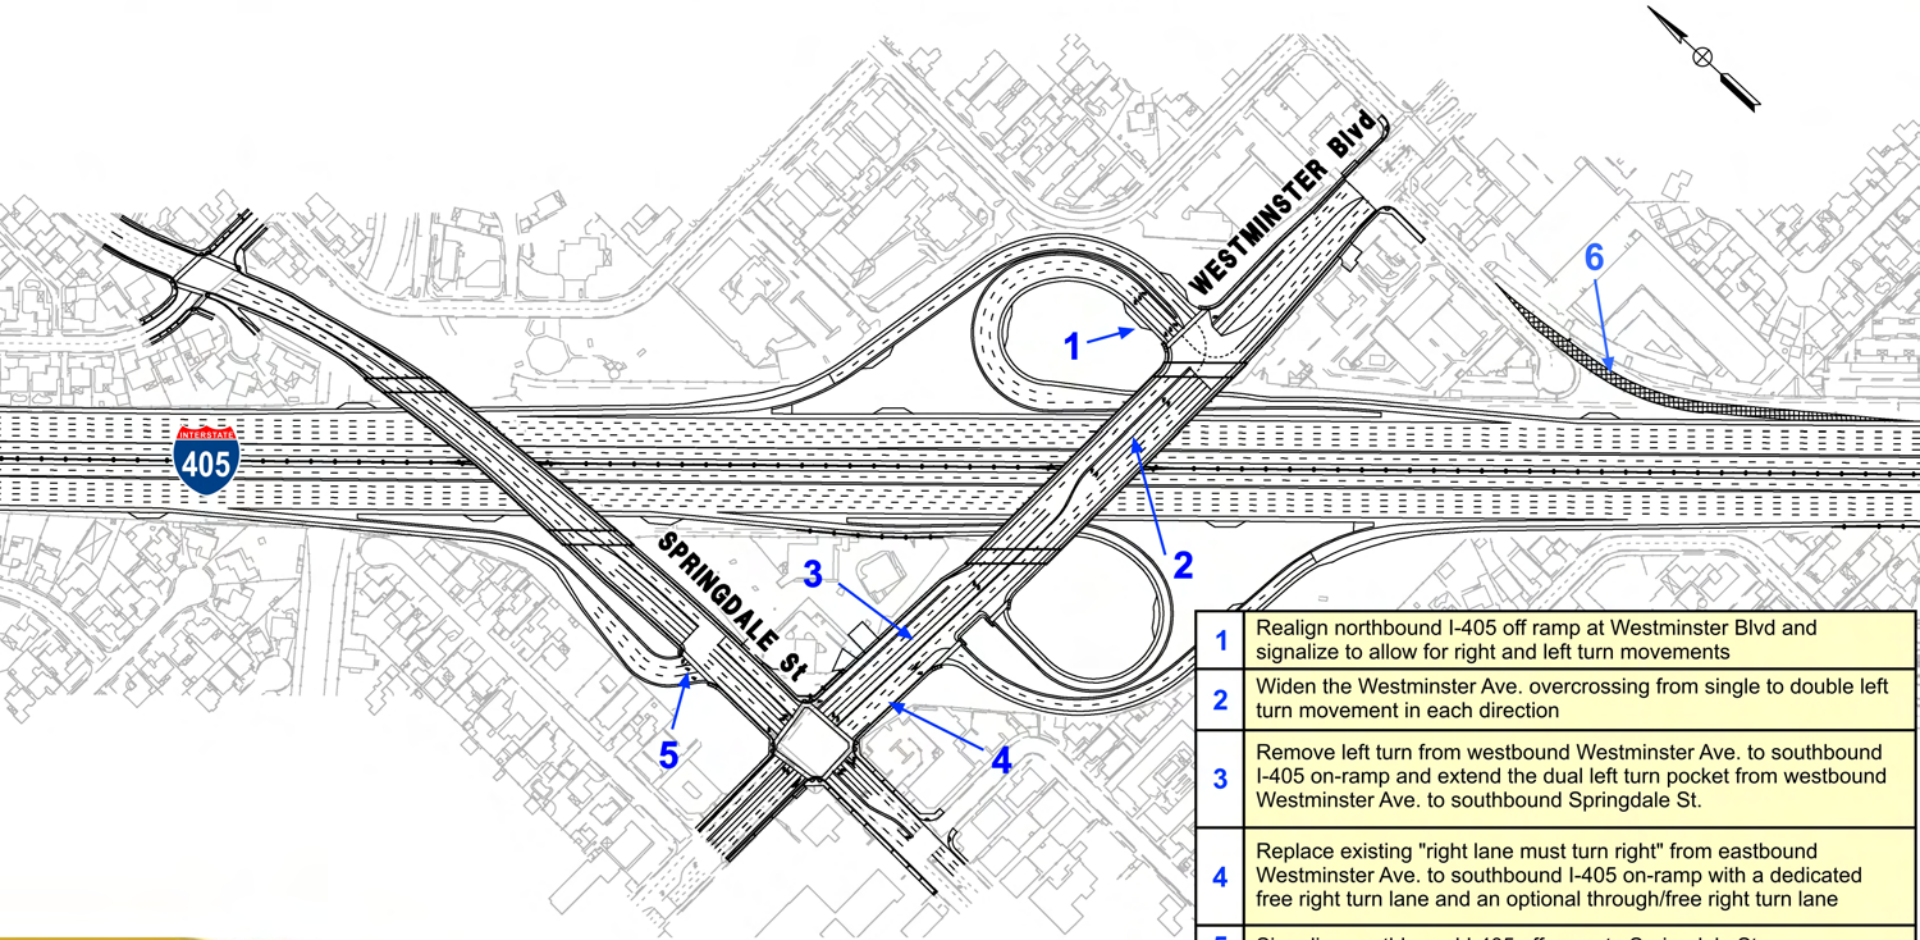 WESTMINSTER Blvd
6
1
INTERSTATE
405
SPRINGDALE St
3
2
5
4
1 Realign northbound I-405 off ramp at Westminster Blvd and
signalize to allow for right and left turn movements
2 Widen the Westminster Ave. overcrossing from single to double left
turn movement in each direction
3 Remove left turn from westbound Westminster Ave. to southbound
I-405 on-ramp and extend the dual left turn pocket from westbound
Westminster Ave. to southbound Springdale St.
4 Replace existing "right lane must turn right" from eastbound
Westminster Ave. to southbound I-405 on-ramp with a dedicated
free right turn lane and an optional through/free right turn lane